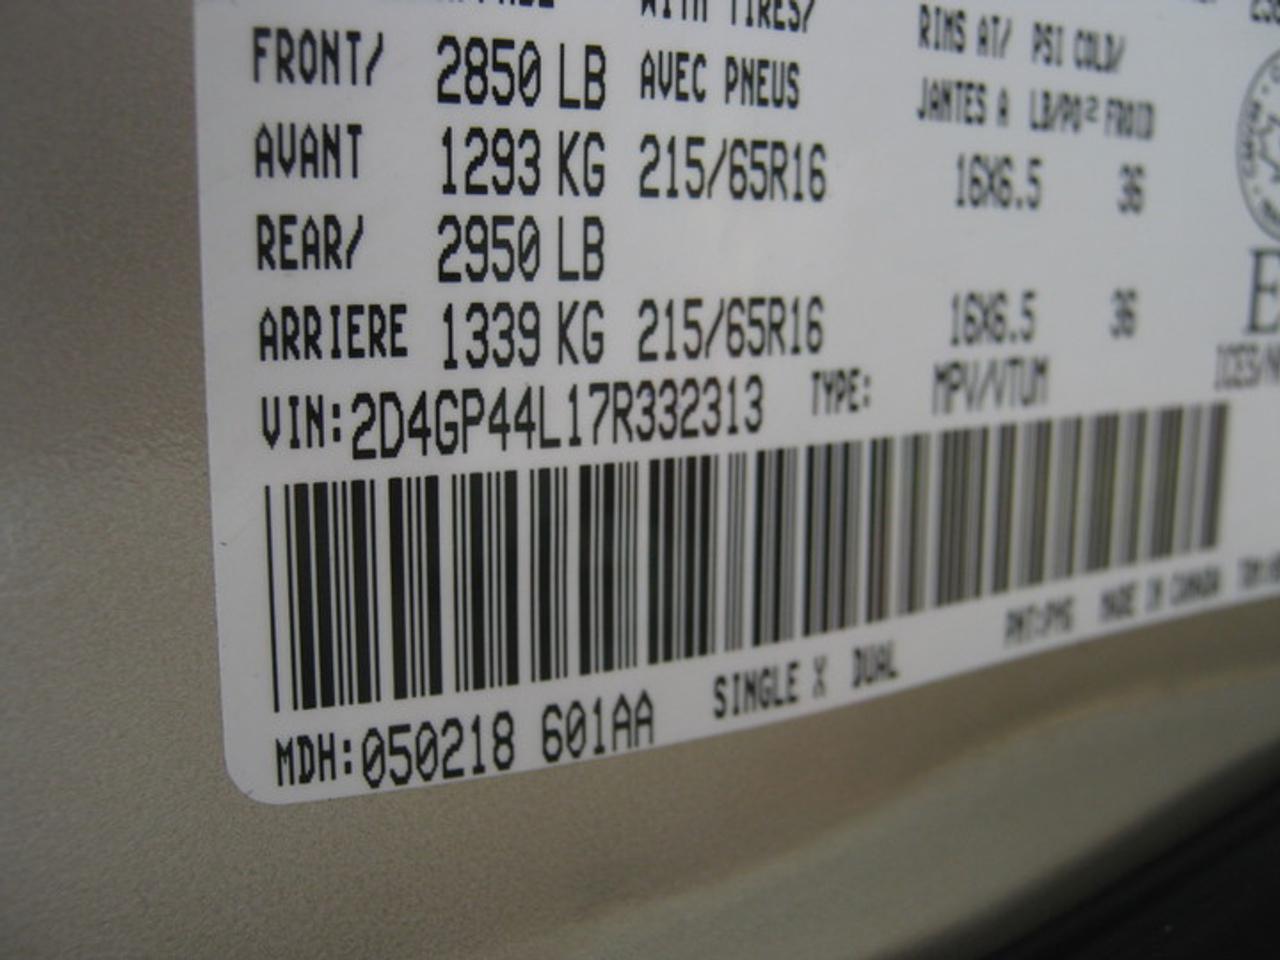 WITH TIRES/ RIMS AT/ PSI COLD/
FRONT/ 2850 LB AVEC PNEUS JANTES A LB/PO² FROID
AVANT 1293 KG 215/65R16 16X6.5 36
REAR/ 2950 LB
ARRIERE 1339 KG 215/65R16 16X6.5 36
VIN:2D4GP44L17R332313 TYPE: MPV/VTUM
MDH:050218 601AA SINGLE X DUAL PNT:PKG MADE IN CANADA